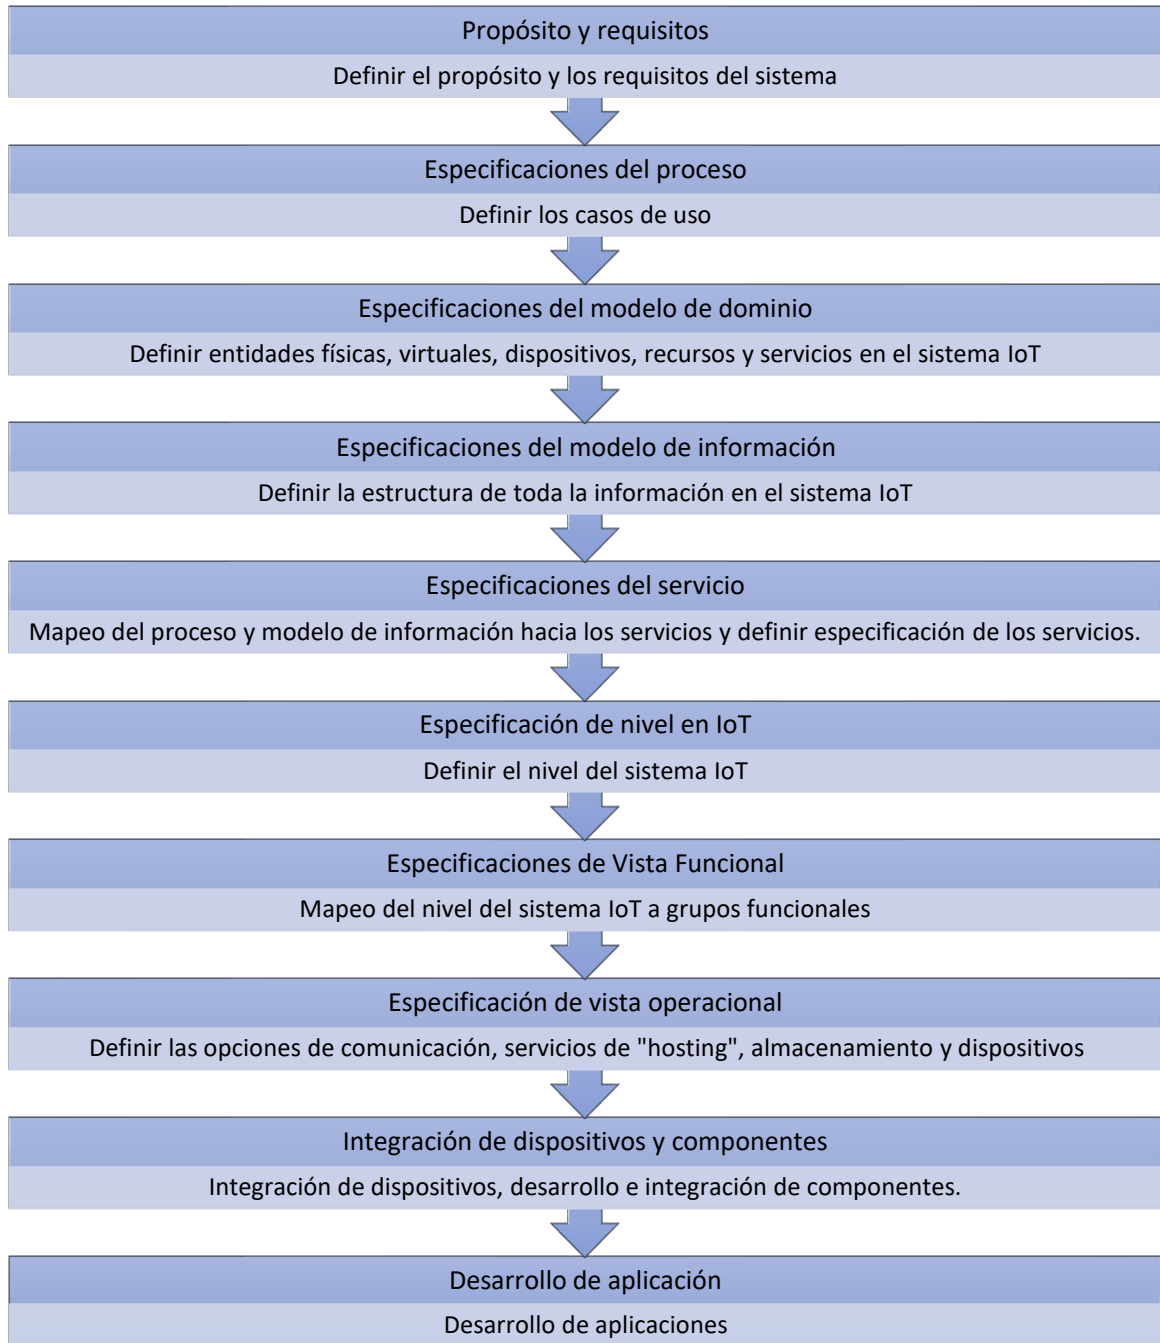 Propósito y requisitos
Definir el propósito y los requisitos del sistema
Especificaciones del proceso
Definir los casos de uso
Especificaciones del modelo de dominio
Definir entidades físicas, virtuales, dispositivos, recursos y servicios en el sistema IoT
Especificaciones del modelo de información
Definir la estructura de toda la información en el sistema IoT
Especificaciones del servicio
Mapeo del proceso y modelo de información hacia los servicios y definir especificación de los servicios.
Especificación de nivel en IoT
Definir el nivel del sistema IoT
Especificaciones de Vista Funcional
Mapeo del nivel del sistema IoT a grupos funcionales
Especificación de vista operacional
Definir las opciones de comunicación, servicios de "hosting", almacenamiento y dispositivos
Integración de dispositivos y componentes
Integración de dispositivos, desarrollo e integración de componentes.
Desarrollo de aplicación
Desarrollo de aplicaciones